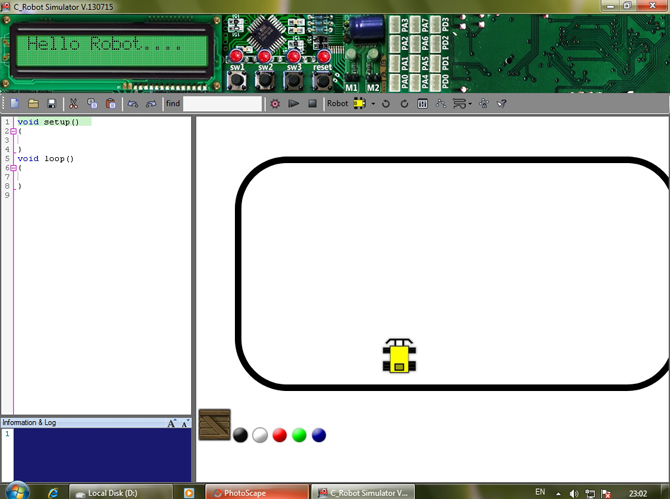 C_Robot Simulator V.130715
Hello Robot....
sw1 sw2 sw3 reset
M1 M2
PA3 PA7 PD3
PA2 PA6 PD2
PA1 PA5 PD1
PA0 PA4 PD0
find
Robot
1 void setup()
2 {
3
4 }
5 void loop()
6 {
7
8 }
9
Information & Log A A
1
Local Disk (D:)
PhotoScape
C_Robot Simulator V...
EN
23:02